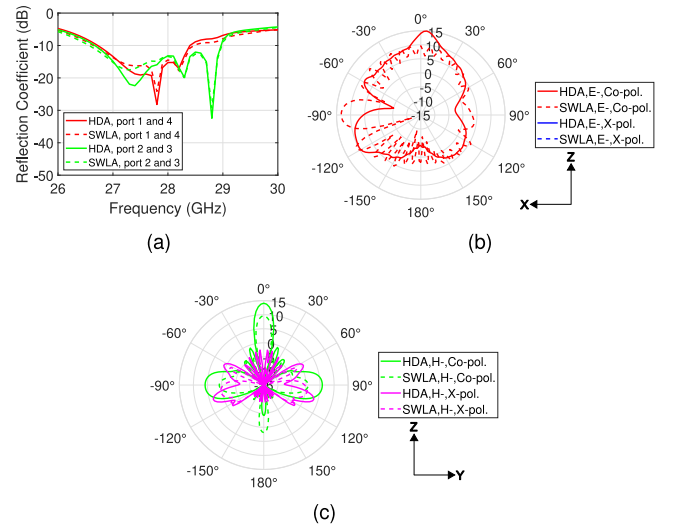 Reflection Coefficient (dB)
0
-10
-20
-30
-40
-50
HDA, port 1 and 4
SWLA, port 1 and 4
HDA, port 2 and 3
SWLA, port 2 and 3
26 27 28 29 30
Frequency (GHz)
(a)
0°
-30° 30°
-60° 60°
-90° 90°
-120° 120°
-150° 150°
180°
15
10
5
0
-5
-10
-15
HDA,E-,Co-pol.
SWLA,E-,Co-pol.
HDA,E-,X-pol.
SWLA,E-,X-pol.
Z
X
(b)
0°
-30° 30°
-60° 60°
-90° 90°
-120° 120°
-150° 150°
180°
15
10
5
0
HDA,H-,Co-pol.
SWLA,H-,Co-pol.
HDA,H-,X-pol.
SWLA,H-,X-pol.
Z
Y
(c)